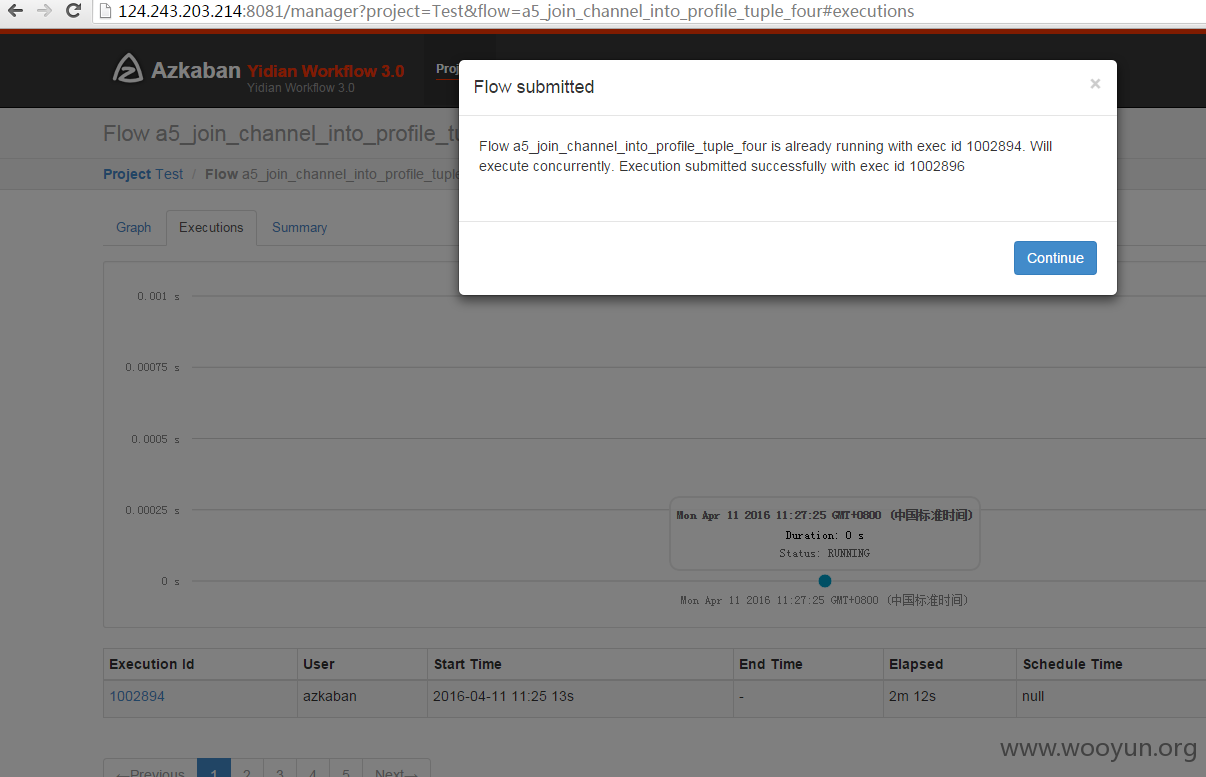 124.243.203.214:8081/manager?project=Test&flow=a5_join_channel_into_profile_tuple_four#executions
Azkaban Yidian Workflow 3.0
Yidian Workflow 3.0
Proj
Flow submitted
×
Flow a5_join_channel_into_profile_tu
Flow a5_join_channel_into_profile_tuple_four is already running with exec id 1002894. Will
execute concurrently. Execution submitted successfully with exec id 1002896
Project Test / Flow a5_join_channel_into_profile_tuple
Graph Executions Summary
Continue
0.001 s
0.00075 s
0.0005 s
0.00025 s
Mon Apr 11 2016 11:27:25 GMT+0800 (中国标准时间)
Duration: 0 s
Status: RUNNING
0 s
Mon Apr 11 2016 11:27:25 GMT+0800 (中国标准时间)
Execution Id User Start Time End Time Elapsed Schedule Time
1002894 azkaban 2016-04-11 11:25 13s - 2m 12s null
←Previous 1 2 3 4 5 Next→
www.wooyun.org